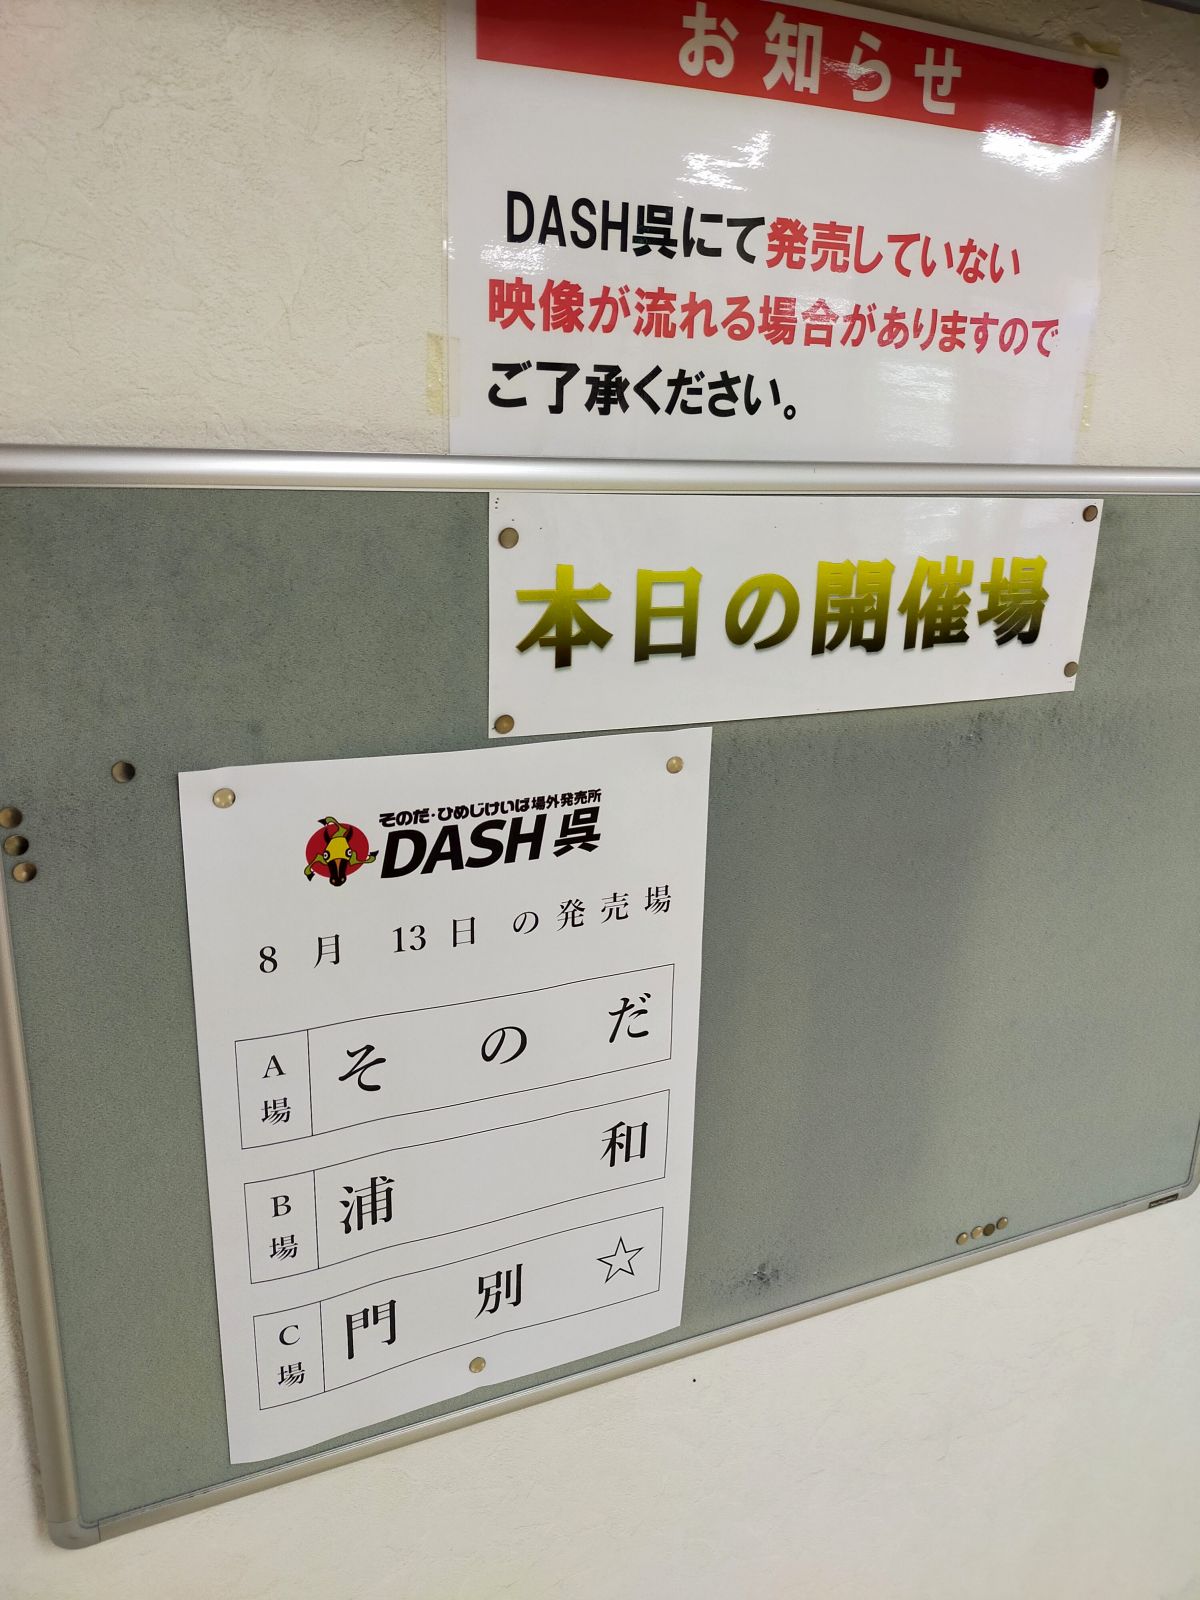 お知らせ
DASH呉にて発売していない
映像が流れる場合がありますので
ご了承ください。
本日の開催場
そのだ・ひめじけいば場外発売所
DASH呉
8月 13日 の発売場
A場 そのだ
B場 浦和
C場 門別☆